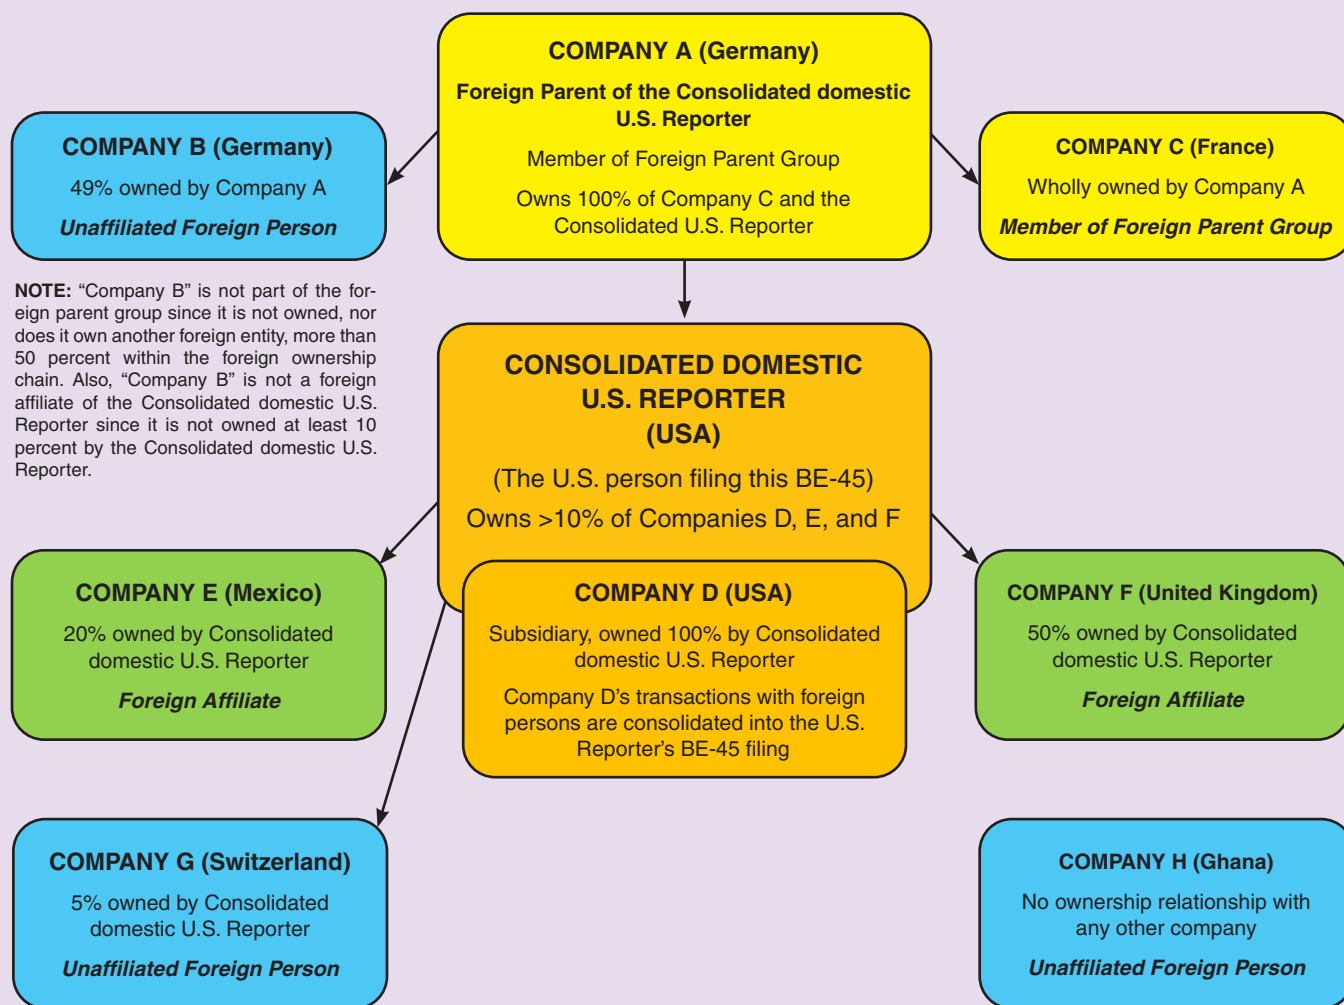 COMPANY A (Germany)
Foreign Parent of the Consolidated domestic
U.S. Reporter
Member of Foreign Parent Group
Owns 100% of Company C and the
Consolidated U.S. Reporter
COMPANY B (Germany)
49% owned by Company A
Unaffiliated Foreign Person
COMPANY C (France)
Wholly owned by Company A
Member of Foreign Parent Group
NOTE: “Company B” is not part of the for-
eign parent group since it is not owned, nor
does it own another foreign entity, more than
50 percent within the foreign ownership
chain. Also, “Company B” is not a foreign
affiliate of the Consolidated domestic U.S.
Reporter since it is not owned at least 10
percent by the Consolidated domestic U.S.
Reporter.
CONSOLIDATED DOMESTIC
U.S. REPORTER
(USA)
(The U.S. person filing this BE-45)
Owns >10% of Companies D, E, and F
COMPANY E (Mexico)
20% owned by Consolidated
domestic U.S. Reporter
Foreign Affiliate
COMPANY D (USA)
Subsidiary, owned 100% by Consolidated
domestic U.S. Reporter
Company D’s transactions with foreign
persons are consolidated into the U.S.
Reporter’s BE-45 filing
COMPANY F (United Kingdom)
50% owned by Consolidated
domestic U.S. Reporter
Foreign Affiliate
COMPANY G (Switzerland)
5% owned by Consolidated
domestic U.S. Reporter
Unaffiliated Foreign Person
COMPANY H (Ghana)
No ownership relationship with
any other company
Unaffiliated Foreign Person